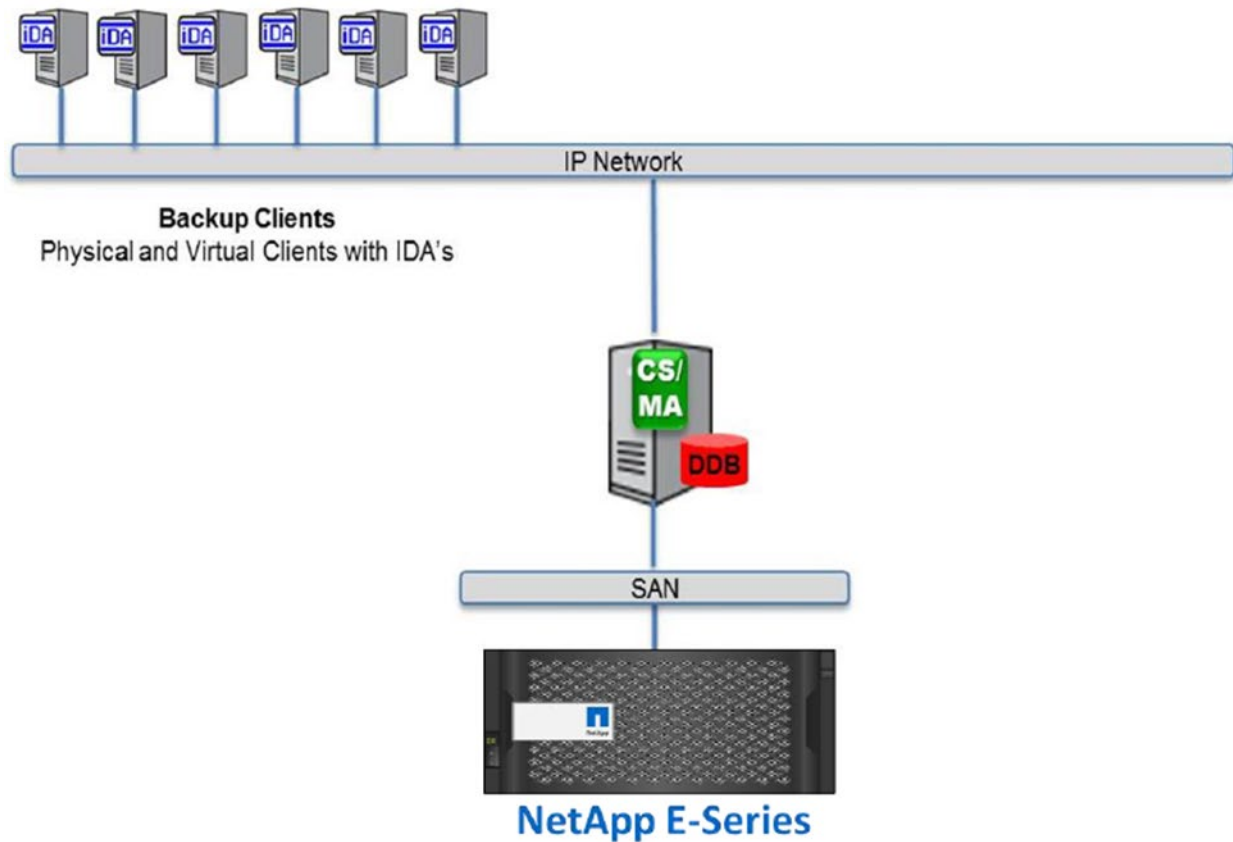 iDA
iDA
iDA
iDA
iDA
iDA
IP Network
Backup Clients
Physical and Virtual Clients with IDA's
CS/
MA
DDB
SAN
NetApp
NetApp E-Series